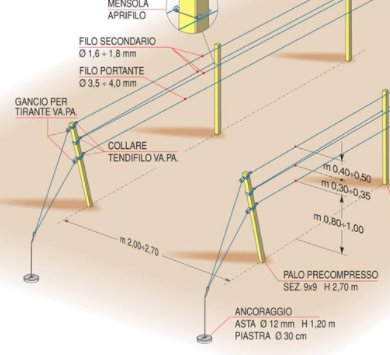 MENSOLA
APRIFILO
FILO SECONDARIO
Ø 1,6 ÷ 1,8 mm
FILO PORTANTE
Ø 3,5 ÷ 4,0 mm
GANCIO PER
TIRANTE VA.PA.
COLLARE
TENDIFILO VA.PA.
m 0,40÷0,50
m 0,30÷0,35
m 0,80÷1,00
m 2,00÷2,70
PALO PRECOMPRESSO
SEZ. 9x9 H 2,70 m
ANCORAGGIO
ASTA Ø 12 mm H 1,20 m
PIASTRA Ø 30 cm